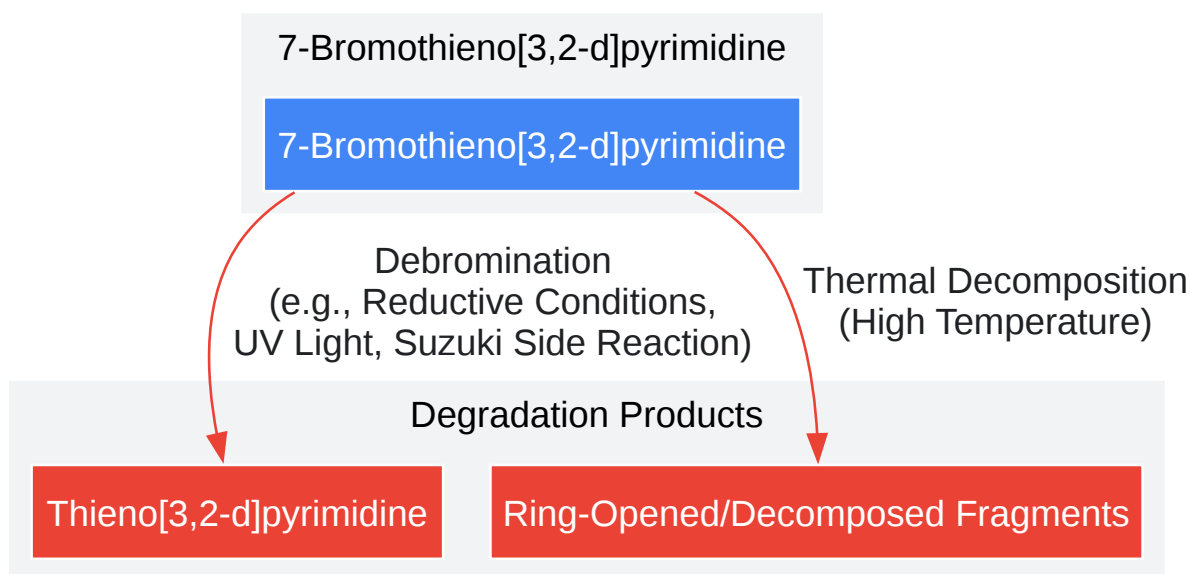 7-Bromothieno[3,2-d]pyrimidine
7-Bromothieno[3,2-d]pyrimidine
Debromination
(e.g., Reductive Conditions,
UV Light, Suzuki Side Reaction)
Thermal Decomposition
(High Temperature)
Degradation Products
Thieno[3,2-d]pyrimidine
Ring-Opened/Decomposed Fragments